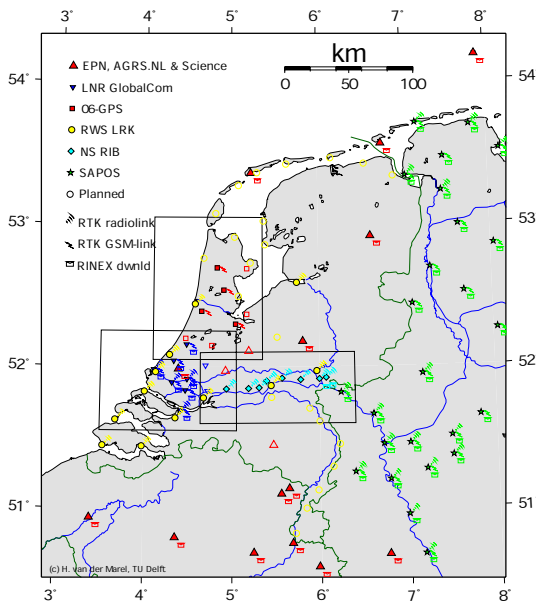 3˚ 4˚ 5˚ 6˚ 7˚ 8˚
54˚ 54˚
km
0 50 100
EPN, AGRS.NL & Science
LNR GlobalCom
06-GPS
RWS LRK
NS RIB
SAPOS
Planned
RTK radiolink
RTK GSM-link
RINEX dwnld
53˚ 53˚
52˚ 52˚
51˚ 51˚
(c) H. van der Marel, TU Delft
3˚ 4˚ 5˚ 6˚ 7˚ 8˚